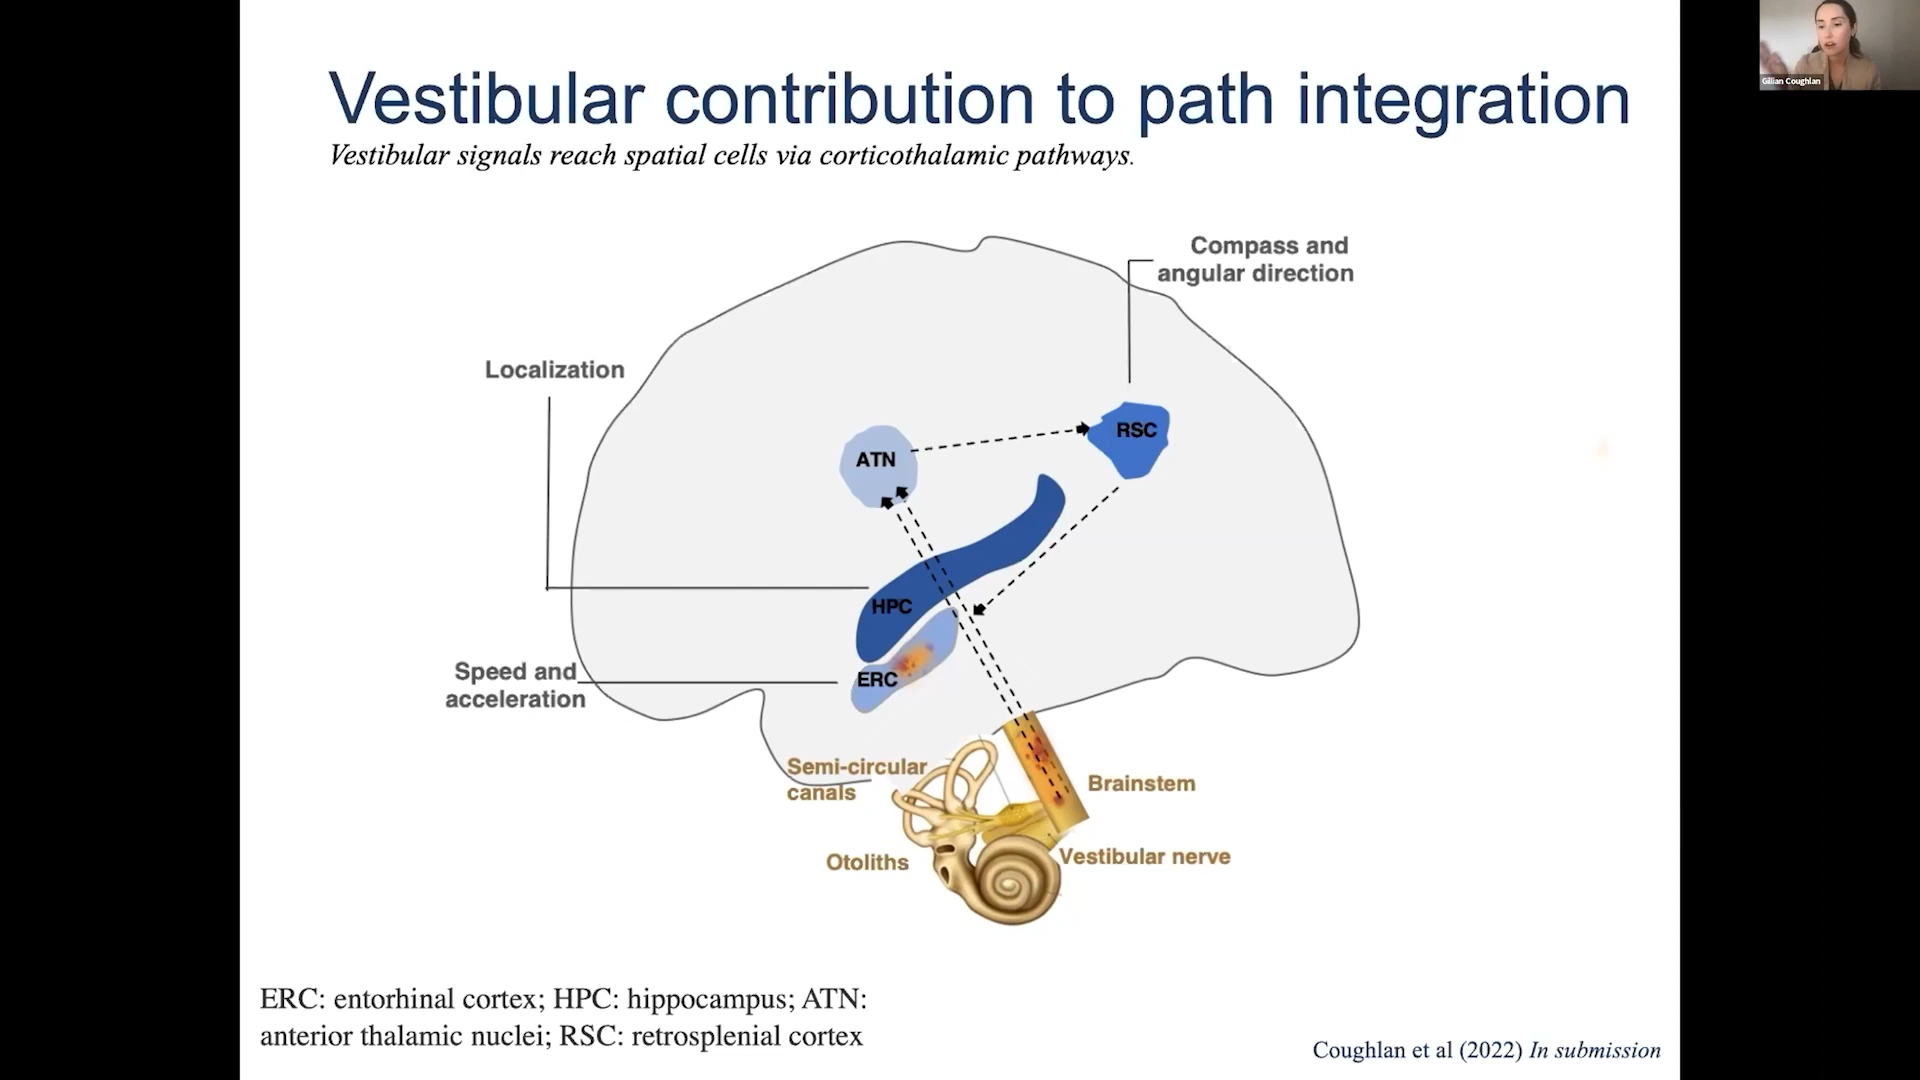 Vestibular contribution to path integration
Vestibular signals reach spatial cells via corticothalamic pathways.
Gillian Coughlan
Compass and
angular direction
Localization
ATN
RSC
HPC
Speed and
acceleration
ERC
Semi-circular
canals
Brainstem
Otoliths
Vestibular nerve
ERC: entorhinal cortex; HPC: hippocampus; ATN:
anterior thalamic nuclei; RSC: retrosplenial cortex
Coughlan et al (2022) In submission